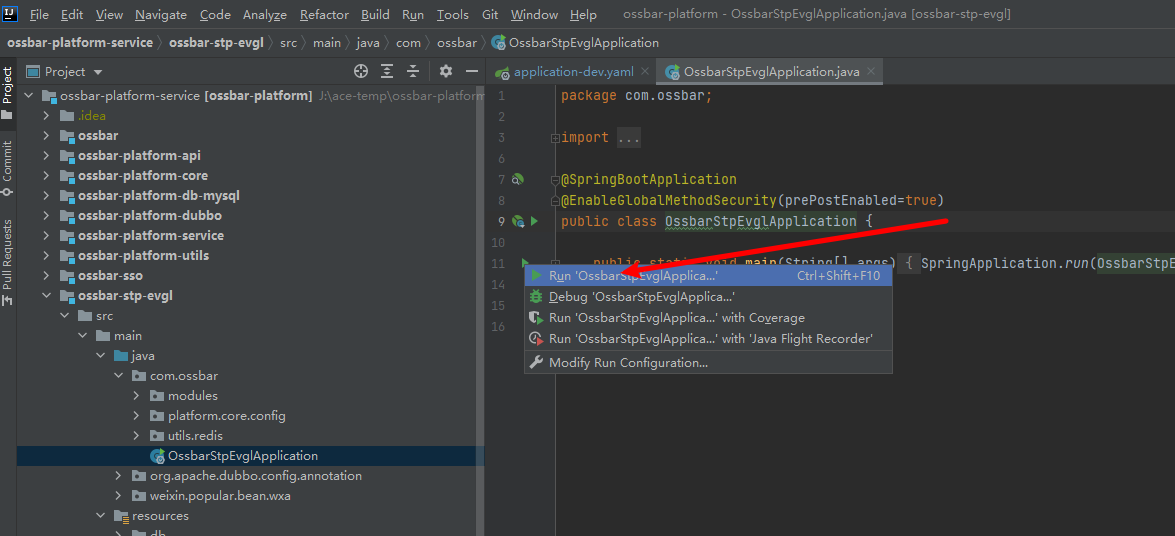 File Edit View Navigate Code Analyze Refactor Build Run Tools Git Window Help ossbar-platform - OssbarStpEvglApplication.java [ossbar-stp-evgl]
ossbar-platform-service ossbar-stp-evgl src main java com ossbar OssbarStpEvglApplication
Project
Commit
Pull Requests
Project
ossbar-platform-service [ossbar-platform] J:\ace-temp\ossbar-platform
.idea
ossbar
ossbar-platform-api
ossbar-platform-core
ossbar-platform-db-mysql
ossbar-platform-dubbo
ossbar-platform-service
ossbar-platform-utils
ossbar-sso
ossbar-stp-evgl
src
main
java
com.ossbar
modules
platform.core.config
utils.redis
OssbarStpEvglApplication
org.apache.dubbo.config.annotation
weixin.popular.bean.wxa
resources
db
application-dev.yaml OssbarStpEvglApplication.java
1 package com.ossbar;
2
3 import ...
6
7 @SpringBootApplication
8 @EnableGlobalMethodSecurity(prePostEnabled=true)
9 public class OssbarStpEvglApplication {
10
11 public static void main(String[] args) { SpringApplication.run(OssbarStpE
14
15
16
Run 'OssbarStpEvglApplica...' Ctrl+Shift+F10
Debug 'OssbarStpEvglApplica...'
Run 'OssbarStpEvglApplica...' with Coverage
Run 'OssbarStpEvglApplica...' with 'Java Flight Recorder'
Modify Run Configuration...